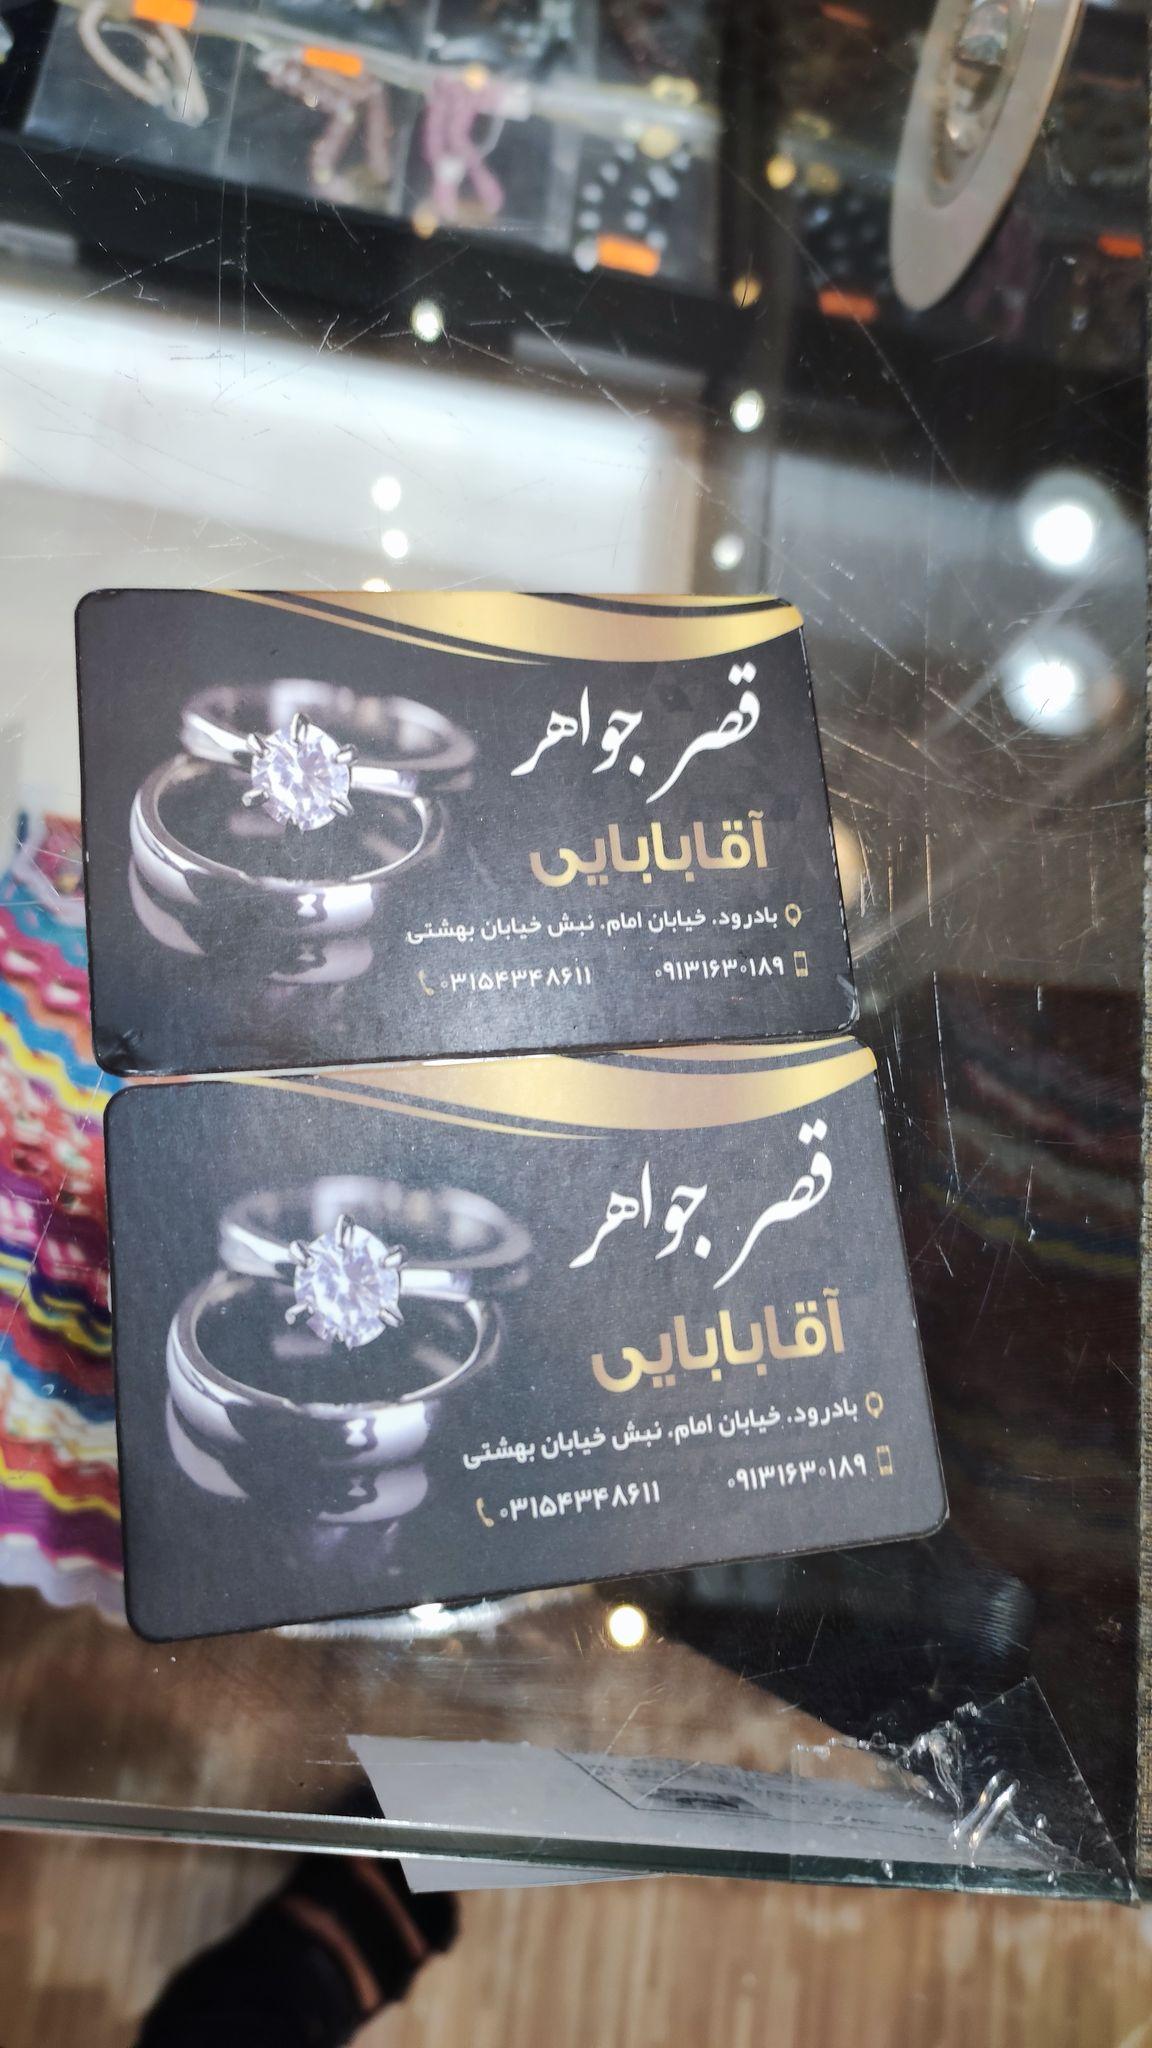 قصر جواهر
آقابابایی
بادرود. خیابان امام. نبش خیابان بهشتی
۰۹۱۳۱۶۳۰۱۸۹ ۰۳۱۵۴۳۴۸۶۱۱
قصر جواهر
آقابابایی
بادرود. خیابان امام. نبش خیابان بهشتی
۰۹۱۳۱۶۳۰۱۸۹ ۰۳۱۵۴۳۴۸۶۱۱